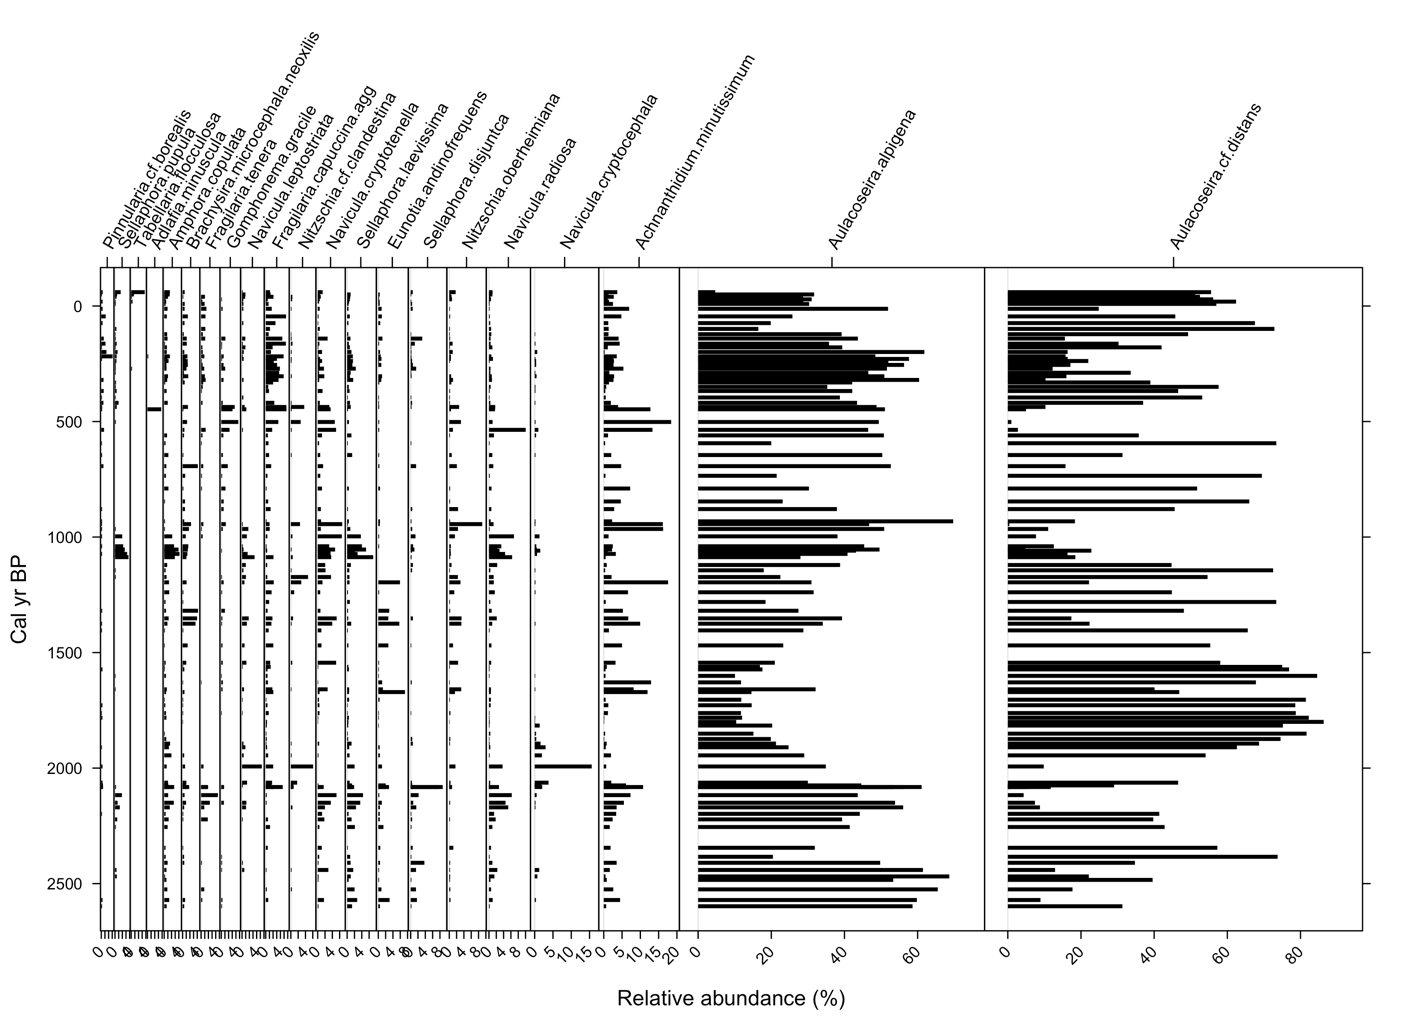 Pinnularia.cf.borealis
Sellaphora.pupula
Tabellaria.flocculosa
Adafia.minuscula
Amphora.copulata
Brachysira.microcephala.neoxilis
Fragilaria.tenera
Gomphonema.gracile
Navicula.leptostriata
Fragilaria.capuccina.agg
Nitzschia.cf.clandestina
Navicula.cryptotenella
Sellaphora.laevissima
Eunotia.andinofrequens
Sellaphora.disjuntca
Nitzschia.oberheimiana
Navicula.radiosa
Navicula.cryptocephala
Achnanthidium.minutissimum
Aulacoseira.alpigena
Aulacoseira.cf.distans
Cal yr BP
0
500
1000
1500
2000
2500
0 5 10 15
0 5 10 15 20
0 20 40 60
0 20 40 60 80
Relative abundance (%)